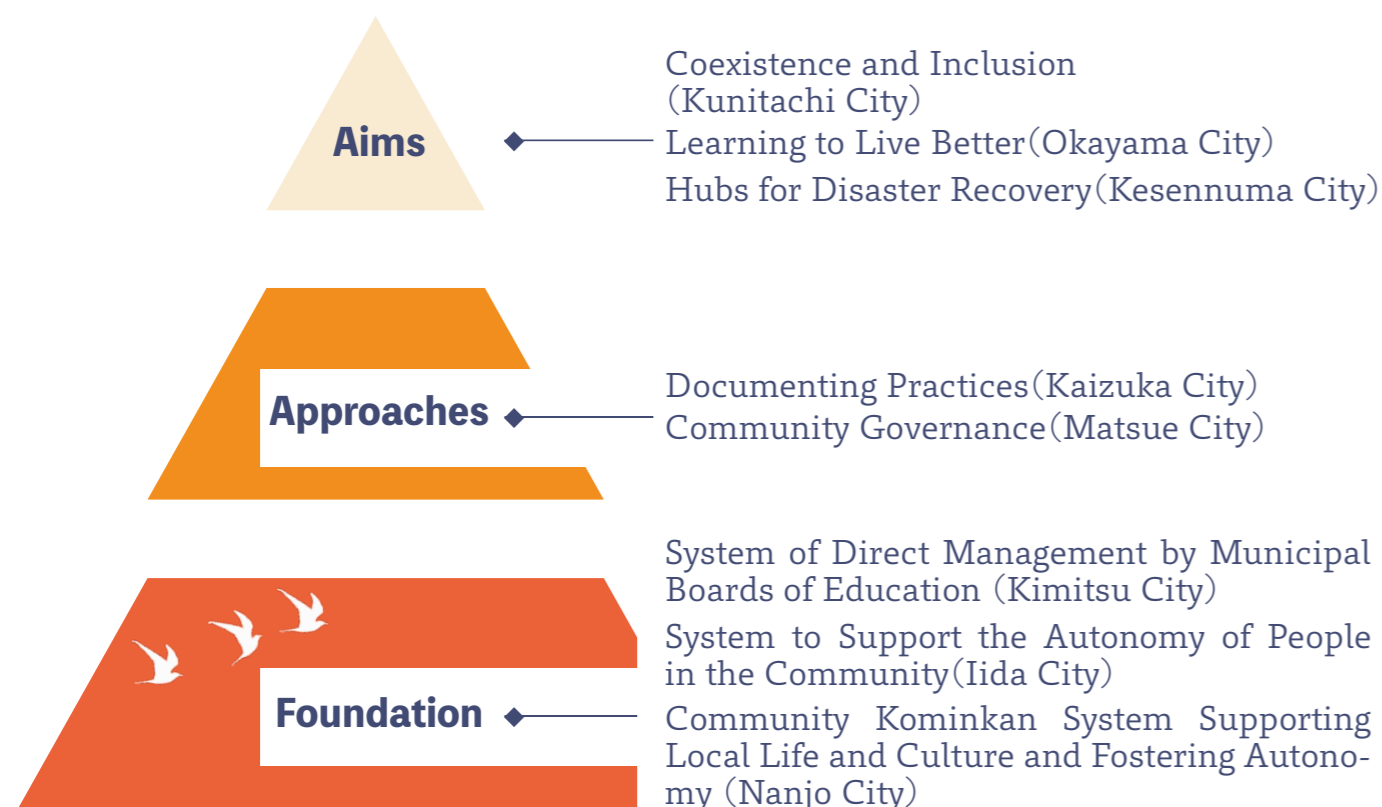 Aims
Coexistence and Inclusion
(Kunitachi City)
Learning to Live Better(Okayama City)
Hubs for Disaster Recovery(Kesennuma City)
Approaches
Documenting Practices(Kaizuka City)
Community Governance(Matsue City)
Foundation
System of Direct Management by Municipal
Boards of Education (Kimitsu City)
System to Support the Autonomy of People
in the Community(Iida City)
Community Kominkan System Supporting
Local Life and Culture and Fostering Autono-
my (Nanjo City)